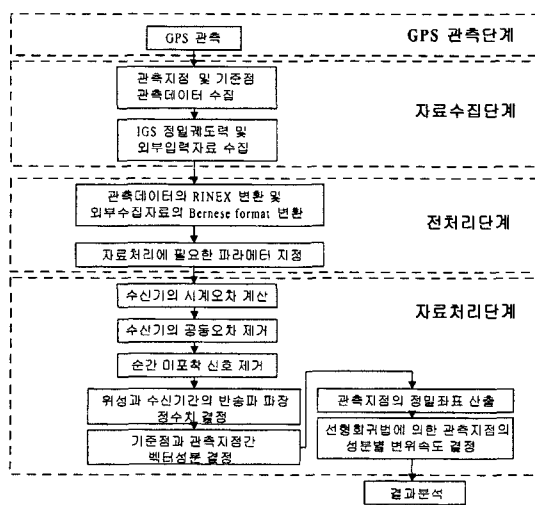 GPS 관측
GPS 관측단계
관측지점 및 기준점
관측데이터 수집
자료수집단계
IGS 정밀궤도력 및
외부입력자료 수집
관측데이터의 RINEX 변환 및
외부수집자료의 Bernese format 변환
전처리단계
자료처리에 필요한 파라메터 지정
수신기의 시계오차 계산
자료처리단계
수신기의 공동오차 제거
순간 미포착 신호 제거
위성과 수신기간의 반송파 파장
정수치 결정
기준점과 관측지점간
벡터성분 결정
관측지점의 정밀좌표 산출
선형회귀법에 의한 관측지점의
성분별 변위속도 결정
결과분석